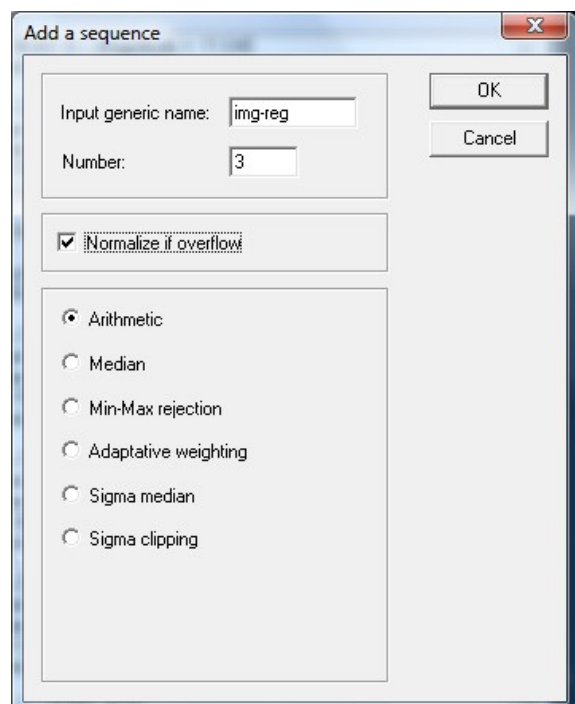 Add a sequence
Input generic name: img-reg
Number: 3
OK
Cancel
Normalize if overflow
Arithmetic
Median
Min-Max rejection
Adaptative weighting
Sigma median
Sigma clipping